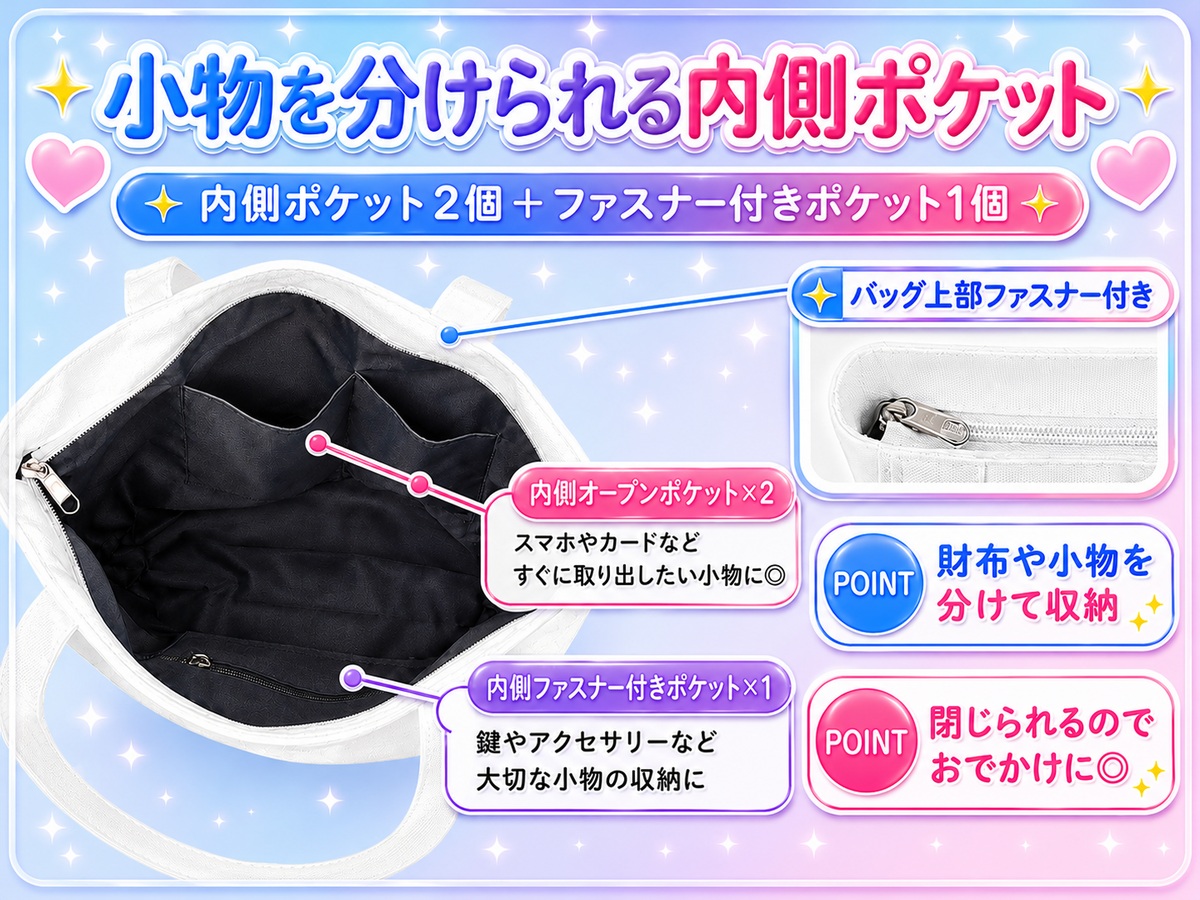 小物を分けられる内側ポケット
内側ポケット2個+ファスナー付きポケット1個
バッグ上部ファスナー付き
内側オープンポケット×2
スマホやカードなど
すぐに取り出したい小物に◎
POINT
財布や小物を
分けて収納
内側ファスナー付きポケット×1
鍵やアクセサリーなど
大切な小物の収納に
POINT
閉じられるので
おでかけに◎